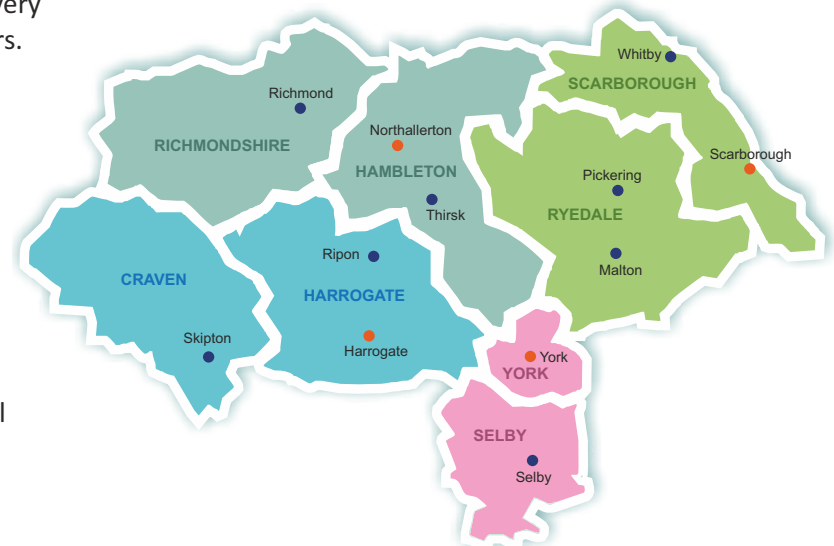 very
rs.
Whitby
SCARBOROUGH
Richmond
Northallerton
RICHMONDSHIRE
Scarborough
HAMBLETON
Pickering
Thirsk
RYEDALE
Ripon
Malton
CRAVEN
HARROGATE
Skipton
Harrogate
York
YORK
l
SELBY
Selby